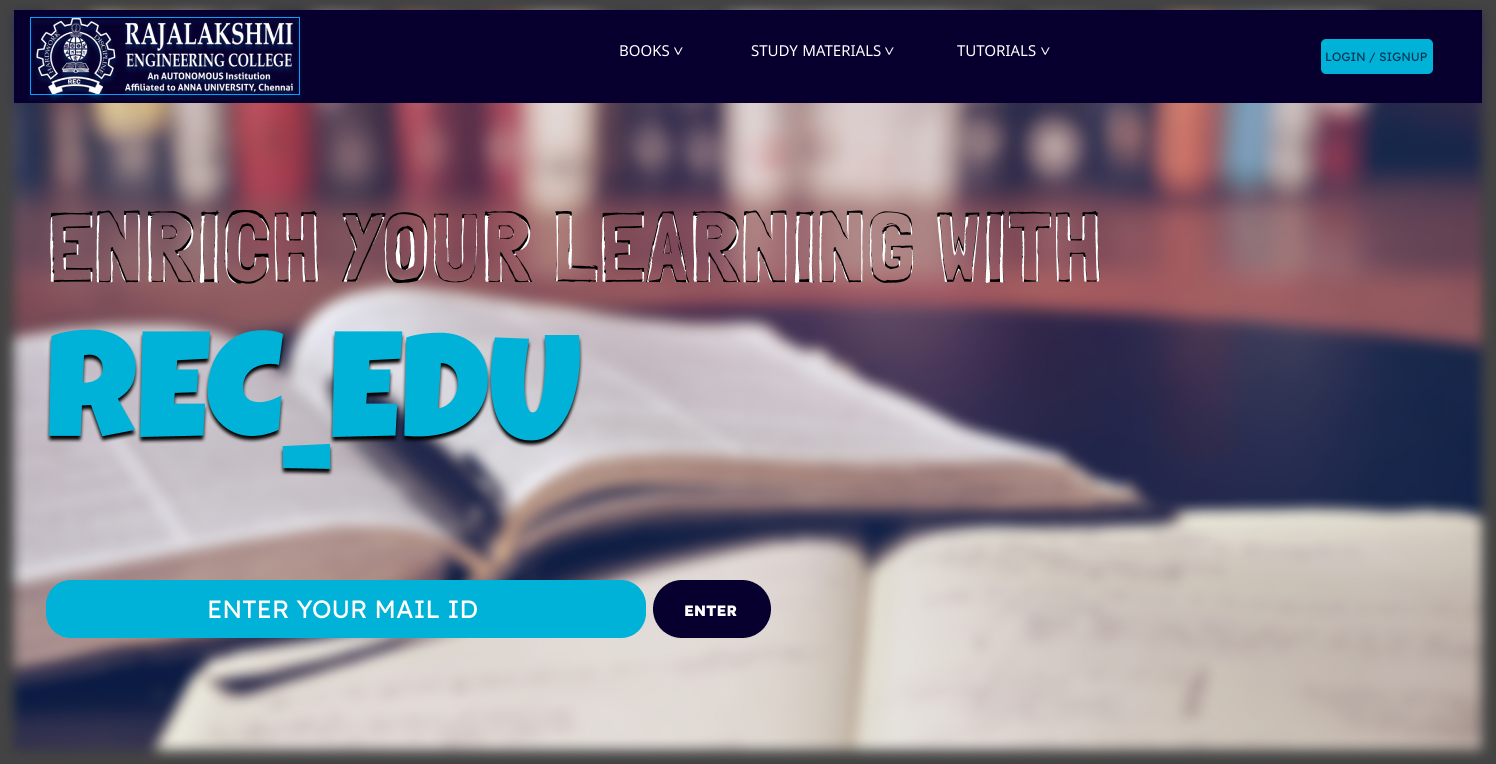 RAJALAKSHMI
ENGINEERING COLLEGE
An AUTONOMOUS Institution
Affiliated to ANNA UNIVERSITY, Chennai
REC
BOOKS
STUDY MATERIALS
TUTORIALS
LOGIN / SIGNUP
ENRICH YOUR LEARNING WITH
REC_EDU
ENTER YOUR MAIL ID
ENTER